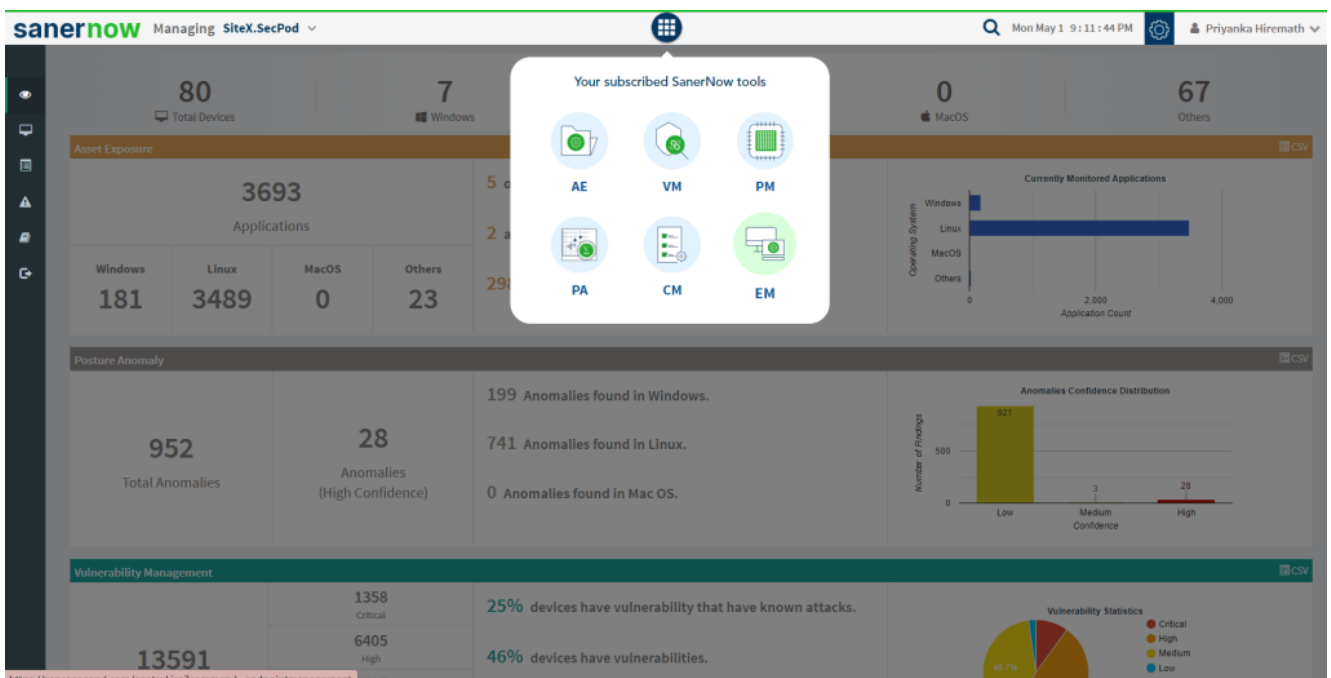 sanernow Managing SiteX.SecPod
Mon May 1 9:11:44 PM
Priyanka Hiremath
Your subscribed SanerNow tools
AE VM PM
PA CM EM
80
Total Devices
7
Windows
0
MacOS
67
Others
Asset Exposure
CSV
3693
Applications
Windows Linux MacOS Others
181 3489 0 23
5
2
Currently Monitored Applications
Operating System
Windows
Linux
MacOS
Others
0 2,000 4,000
Application Count
Posture Anomaly
CSV
952
Total Anomalies
28
Anomalies
(High Confidence)
199 Anomalies found in Windows.
741 Anomalies found in Linux.
0 Anomalies found in Mac OS.
Anomalies Confidence Distribution
Number of Findings
500
0
921
3
28
Low Medium High
Confidence
Vulnerability Management
CSV
13591
1358
Critical
6405
High
25% devices have vulnerability that have known attacks.
46% devices have vulnerabilities.
Vulnerability Statistics
Critical
High
Medium
Low